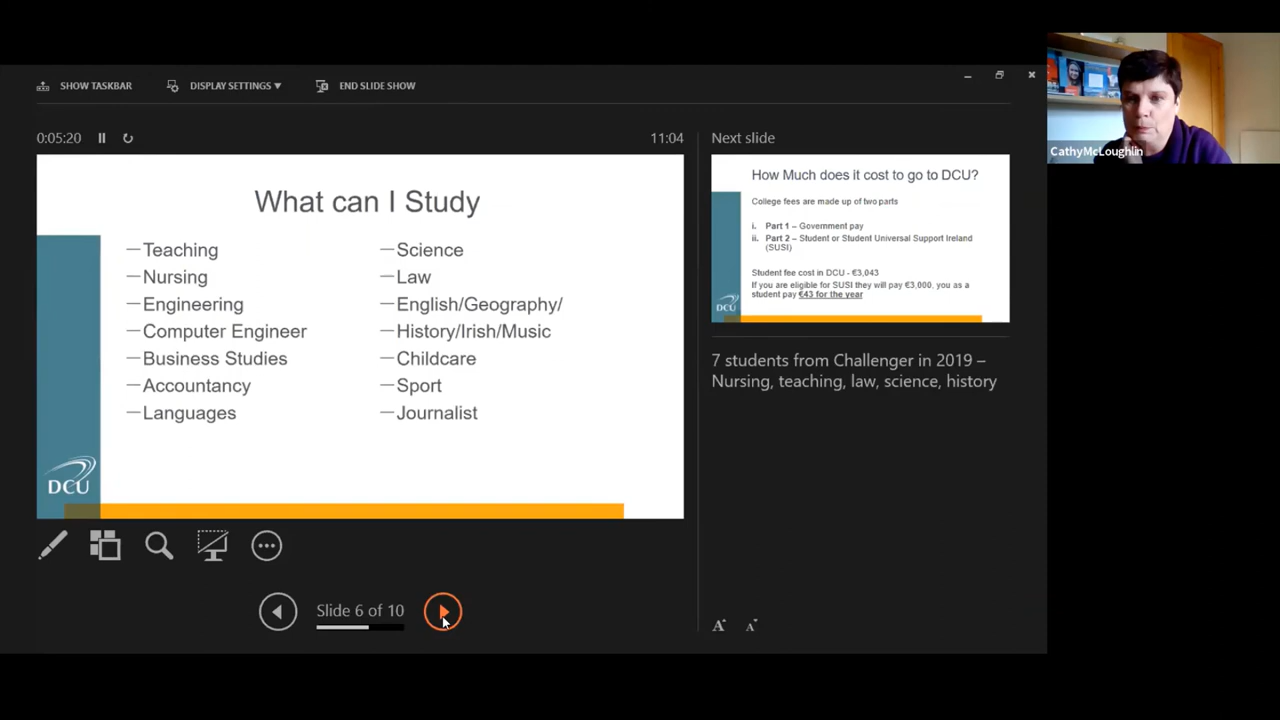 SHOW TASKBAR
DISPLAY SETTINGS ▾
END SLIDE SHOW
0:05:20
11:04
What can I Study
— Teaching
— Nursing
— Engineering
— Computer Engineer
— Business Studies
— Accountancy
— Languages
— Science
— Law
— English/Geography/
— History/Irish/Music
— Childcare
— Sport
— Journalist
DCU
Slide 6 of 10
Next slide
How Much does it cost to go to DCU?
College fees are made up of two parts
i. Part 1 – Government pay
ii. Part 2 – Student or Student Universal Support Ireland
(SUSI)
Student fee cost in DCU - €3,043
If you are eligible for SUSI they will pay €3,000, you as a
student pay €43 for the year
DCU
7 students from Challenger in 2019 –
Nursing, teaching, law, science, history
A A
CathyMcLoughlin